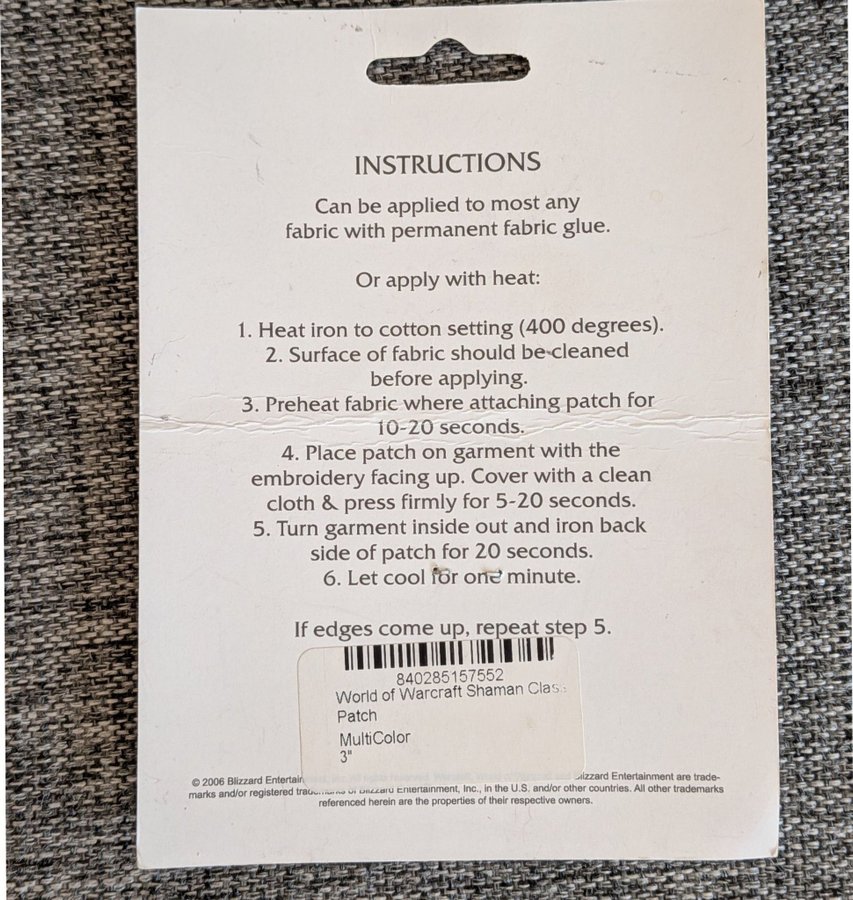 INSTRUCTIONS
Can be applied to most any
fabric with permanent fabric glue.
Or apply with heat:
1. Heat iron to cotton setting (400 degrees).
2. Surface of fabric should be cleaned
before applying.
3. Preheat fabric where attaching patch for
10-20 seconds.
4. Place patch on garment with the
embroidery facing up. Cover with a clean
cloth & press firmly for 5-20 seconds.
5. Turn garment inside out and iron back
side of patch for 20 seconds.
6. Let cool for one minute.
If edges come up, repeat step 5.
840285157552
World of Warcraft Shaman Clas
Patch
MultiColor
3"
© 2006 Blizzard Entertain izzard Entertainment are trade-
marks and/or registered Entertainment, Inc., in the U.S. and/or other countries. All other trademarks
referenced herein are the properties of their respective owners.